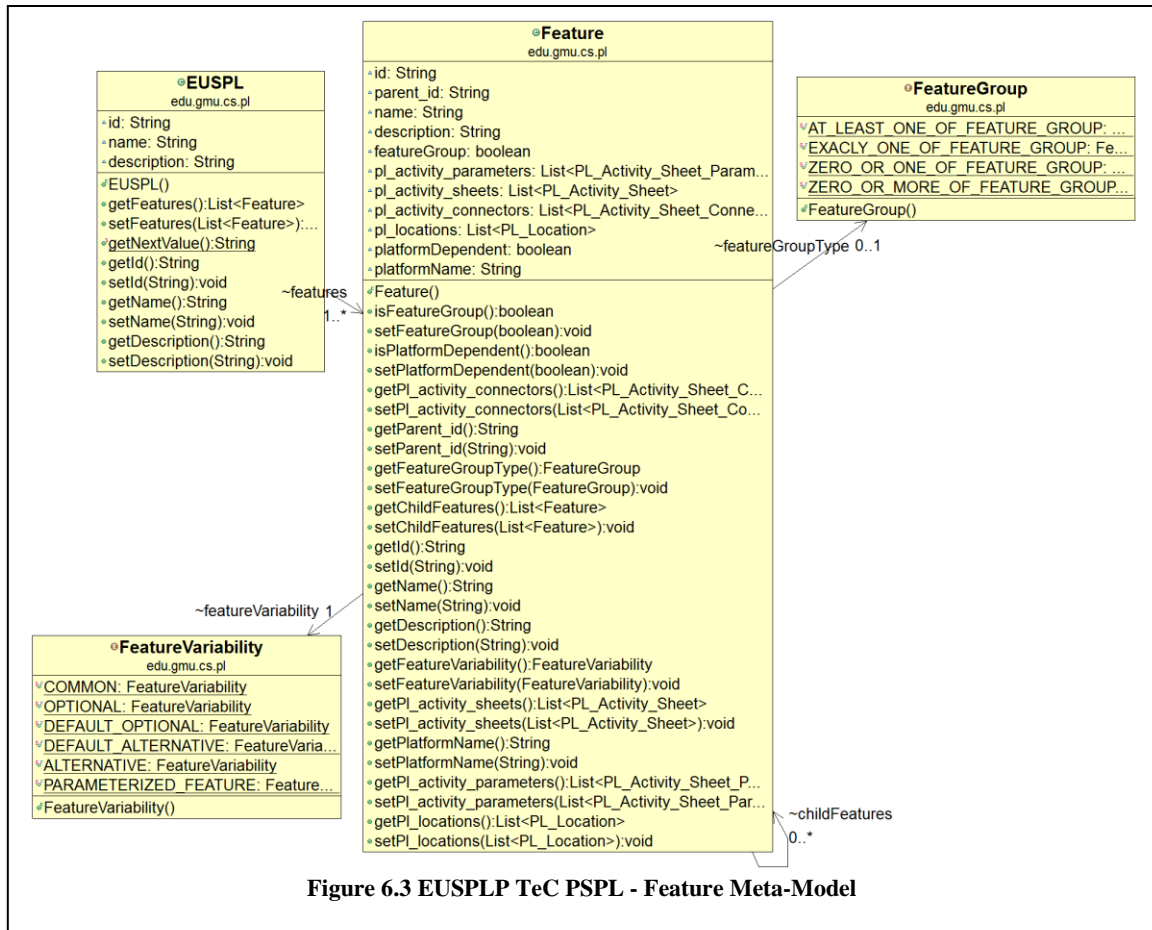 EUSPL
edu.gmu.cs.pl
id: String
name: String
description: String
EUSPL()
getFeatures():List<Feature>
setFeatures(List<Feature>):...
getNextValue():String
getId():String
setId(String):void
getName():String
setName(String):void
getDescription():String
setDescription(String):void
~features
1..*
Feature
edu.gmu.cs.pl
id: String
parent_id: String
name: String
description: String
featureGroup: boolean
pl_activity_parameters: List<PL_Activity_Sheet_Param...
pl_activity_sheets: List<PL_Activity_Sheet>
pl_activity_connectors: List<PL_Activity_Sheet_Conne...
pl_locations: List<PL_Location>
platformDependent: boolean
platformName: String
Feature()
isFeatureGroup():boolean
setFeatureGroup(boolean):void
isPlatformDependent():boolean
setPlatformDependent(boolean):void
getPl_activity_connectors():List<PL_Activity_Sheet_C...
setPl_activity_connectors(List<PL_Activity_Sheet_Co...
getParent_id():String
setParent_id(String):void
getFeatureGroupType():FeatureGroup
setFeatureGroupType(FeatureGroup):void
getChildFeatures():List<Feature>
setChildFeatures(List<Feature>):void
getId():String
setId(String):void
getName():String
setName(String):void
getDescription():String
setDescription(String):void
getFeatureVariability():FeatureVariability
setFeatureVariability(FeatureVariability):void
getPl_activity_sheets():List<PL_Activity_Sheet>
setPl_activity_sheets(List<PL_Activity_Sheet>):void
getPlatformName():String
setPlatformName(String):void
getPl_activity_parameters():List<PL_Activity_Sheet_P...
setPl_activity_parameters(List<PL_Activity_Sheet_Par...
getPl_locations():List<PL_Location>
setPl_locations(List<PL_Location>):void
FeatureGroup
edu.gmu.cs.pl
AT_LEAST_ONE_OF_FEATURE_GROUP: ...
EXACLY_ONE_OF_FEATURE_GROUP: Fe...
ZERO_OR_ONE_OF_FEATURE_GROUP: ...
ZERO_OR_MORE_OF_FEATURE_GROUP...
FeatureGroup()
~featureGroupType 0..1
~featureVariability 1
FeatureVariability
edu.gmu.cs.pl
COMMON: FeatureVariability
OPTIONAL: FeatureVariability
DEFAULT_OPTIONAL: FeatureVariability
DEFAULT_ALTERNATIVE: FeatureVaria...
ALTERNATIVE: FeatureVariability
PARAMETERIZED_FEATURE: Feature...
FeatureVariability()
~childFeatures
0..*
Figure 6.3 EUSPLP TeC PSPL - Feature Meta-Model